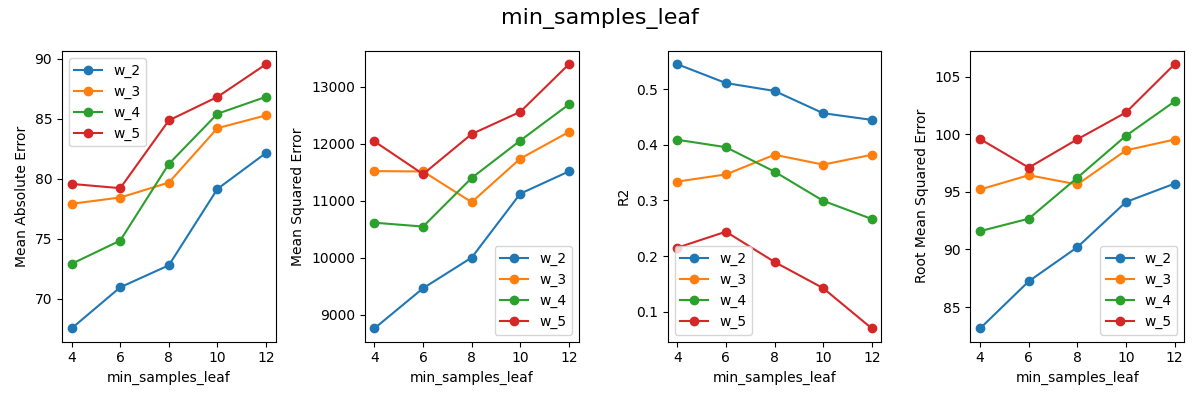 min_samples_leaf
Mean Absolute Error
90
85
80
75
70
w_2
w_3
w_4
w_5
4 6 8 10 12
min_samples_leaf
Mean Squared Error
13000
12000
11000
10000
9000
w_2
w_3
w_4
w_5
4 6 8 10 12
min_samples_leaf
R2
0.5
0.4
0.3
0.2
0.1
w_2
w_3
w_4
w_5
4 6 8 10 12
min_samples_leaf
Root Mean Squared Error
105
100
95
90
85
w_2
w_3
w_4
w_5
4 6 8 10 12
min_samples_leaf